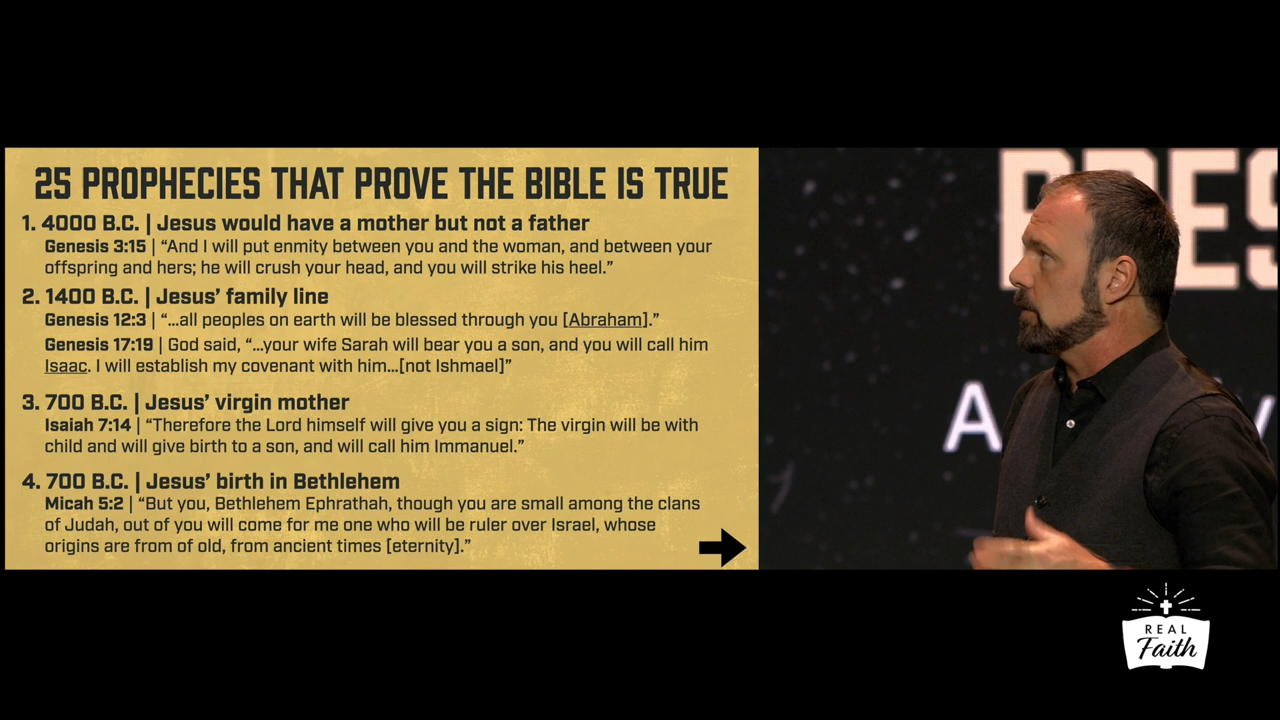 25 PROPHECIES THAT PROVE THE BIBLE IS TRUE
1. 4000 B.C. | Jesus would have a mother but not a father
Genesis 3:15 | “And I will put enmity between you and the woman, and between your
offspring and hers; he will crush your head, and you will strike his heel.”
2. 1400 B.C. | Jesus’ family line
Genesis 12:3 | “...all peoples on earth will be blessed through you [Abraham].”
Genesis 17:19 | God said, “...your wife Sarah will bear you a son, and you will call him
Isaac. I will establish my covenant with him...[not Ishmael]”
3. 700 B.C. | Jesus’ virgin mother
Isaiah 7:14 | “Therefore the Lord himself will give you a sign: The virgin will be with
child and will give birth to a son, and will call him Immanuel.”
4. 700 B.C. | Jesus’ birth in Bethlehem
Micah 5:2 | “But you, Bethlehem Ephrathah, though you are small among the clans
of Judah, out of you will come for me one who will be ruler over Israel, whose
origins are from of old, from ancient times [eternity].”
REAL
Faith